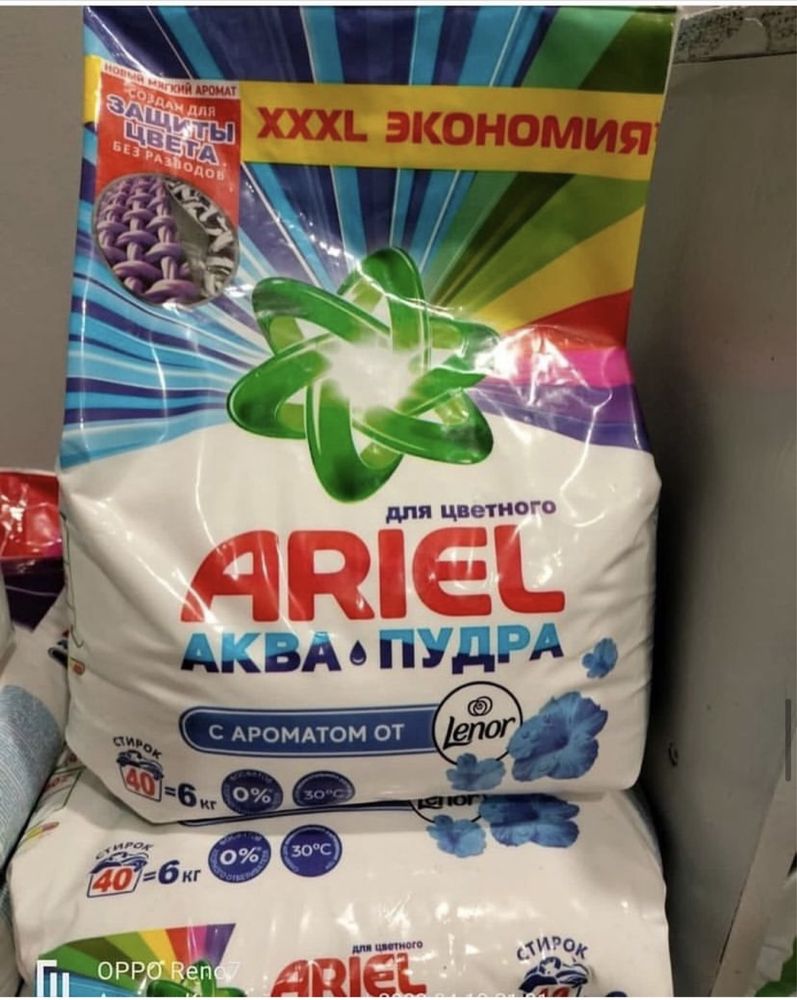 НОВЫЙ МЯГКИЙ АРОМАТ
СОЗДАН ДЛЯ
ЗАЩИТЫ
ЦВЕТА
БЕЗ РАЗВОДОВ
XXXL ЭКОНОМИЯ
для цветного
ARIEL
АКВА ПУДРА
С АРОМАТОМ ОТ
Lenor
СТИРОК
40=6 кг
0%
30°C
Lenor
СТИРОК
40=6 кг
0%
30°C
для цветного
ARIEL
СТИРОК
OPPO Reno7